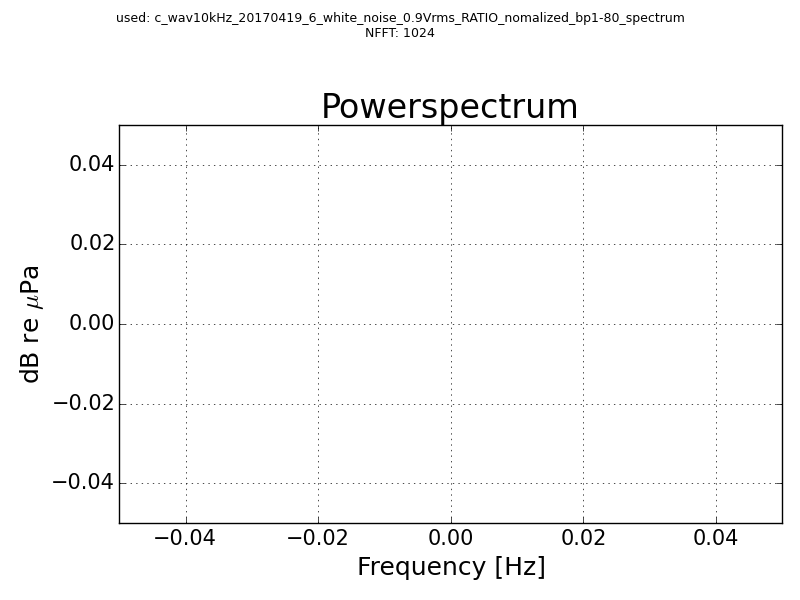 used: c_wav10kHz_20170419_6_white_noise_0.9Vrms_RATIO_nomalized_bp1-80_spectrum
NFFT: 1024
Powerspectrum
0.04
0.02
0.00
−0.02
−0.04
dB re μPa
−0.04 −0.02 0.00 0.02 0.04
Frequency [Hz]